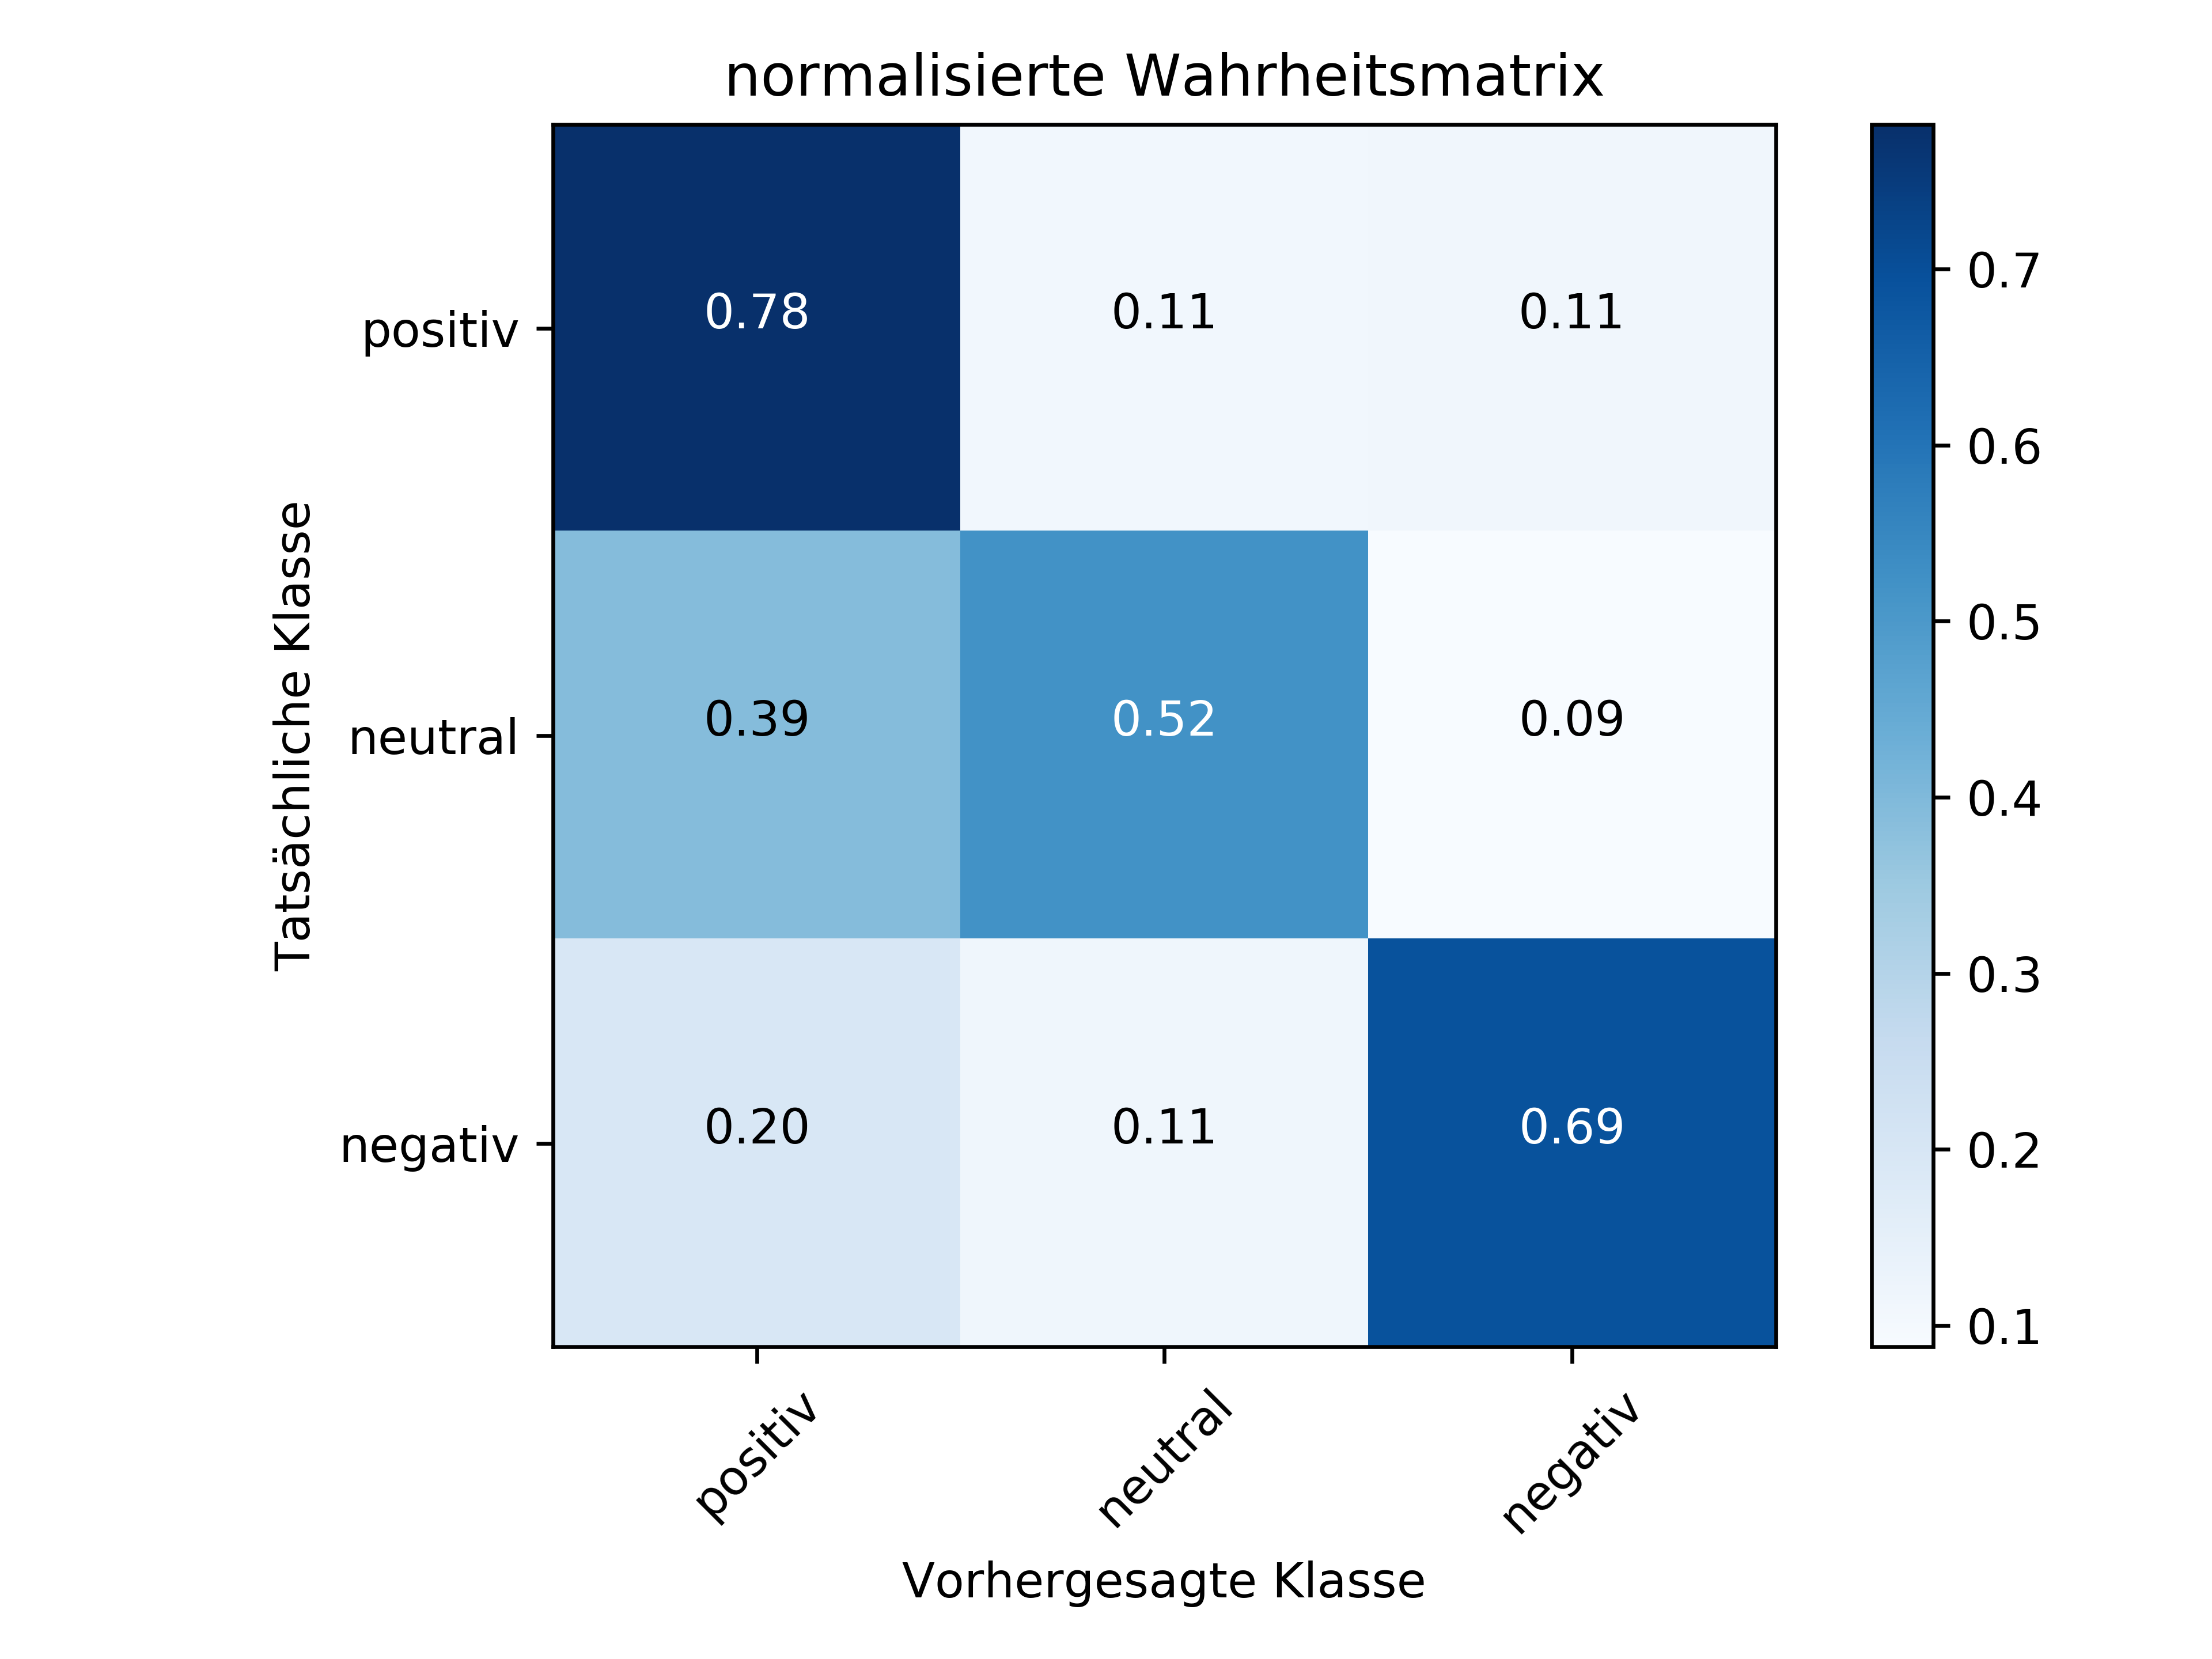 normalisierte Wahrheitsmatrix
Tatsächliche Klasse
positiv
0.78
0.11
0.11
neutral
0.39
0.52
0.09
negativ
0.20
0.11
0.69
positiv
neutral
negativ
Vorhergesagte Klasse
0.7
0.6
0.5
0.4
0.3
0.2
0.1